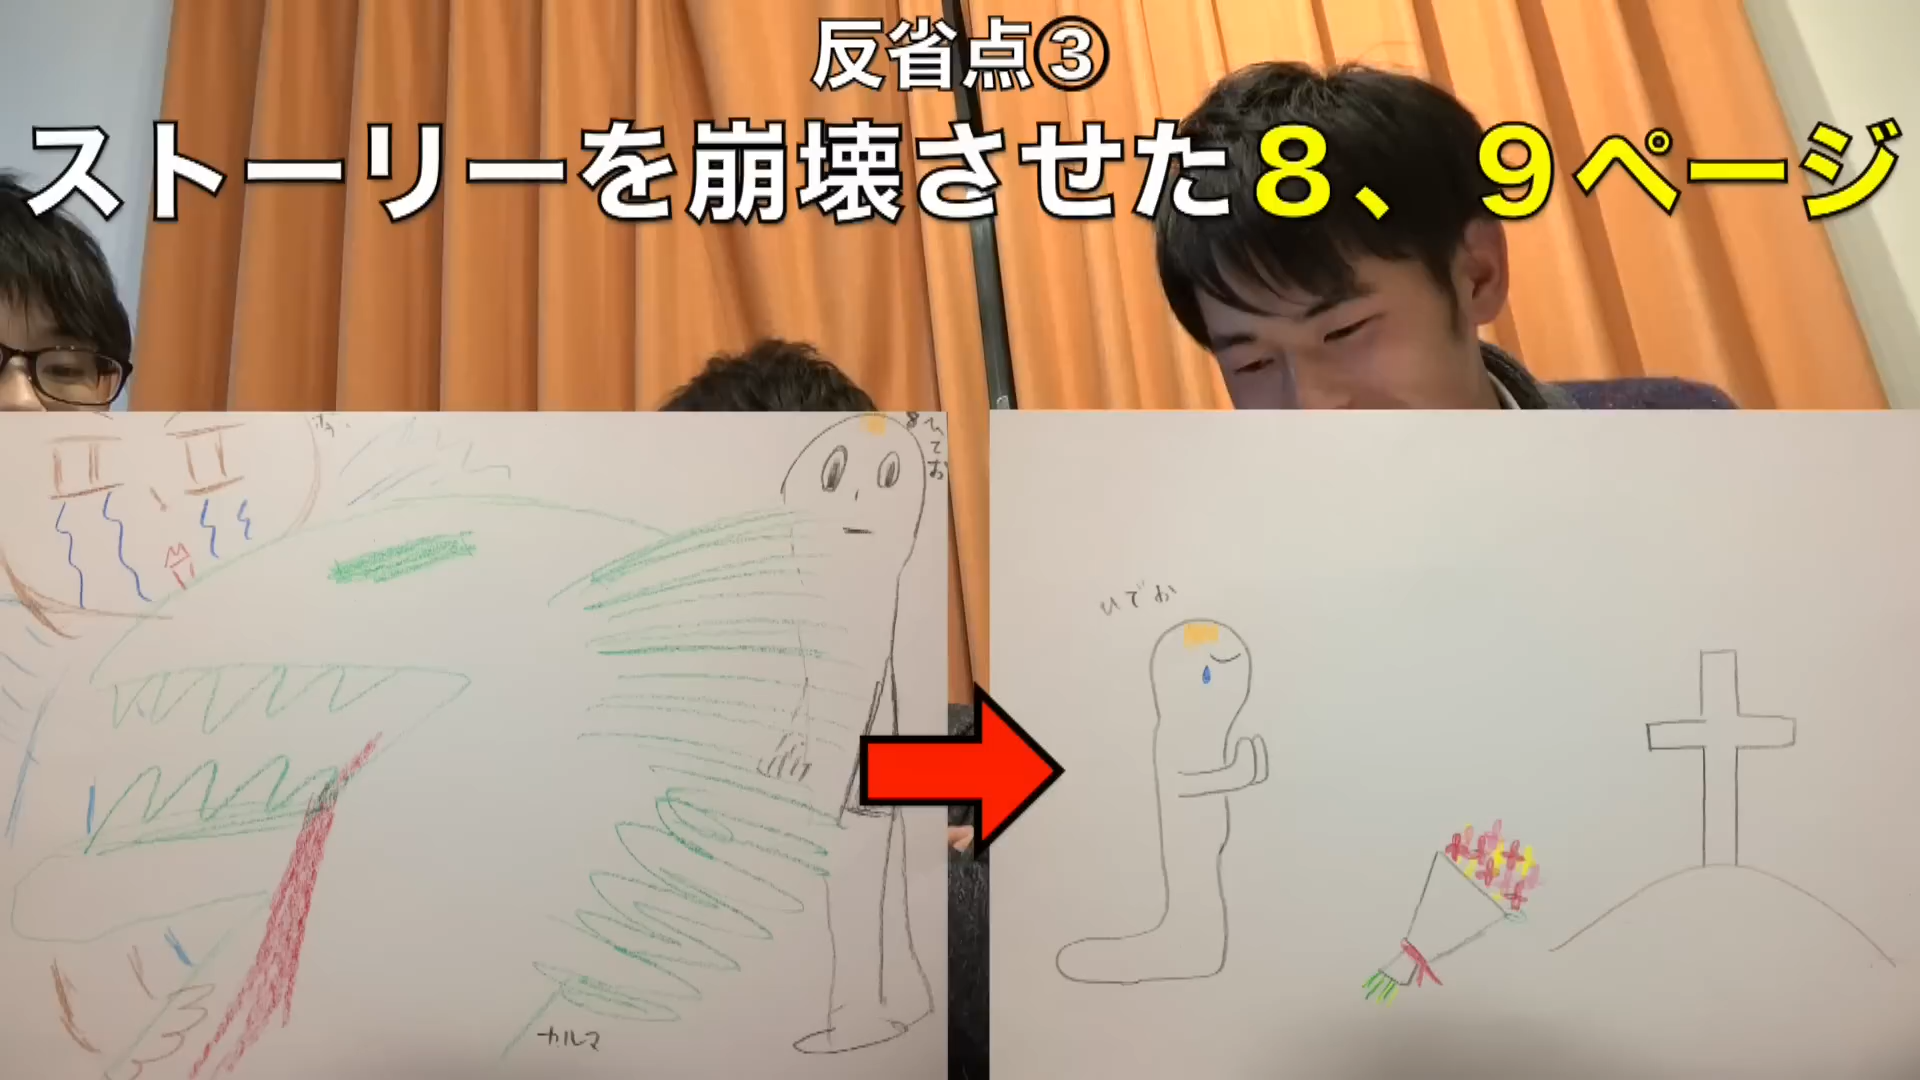 反省点③
ストーリーを崩壊させた8、9ページ
ひでお
ひでお
カルマ